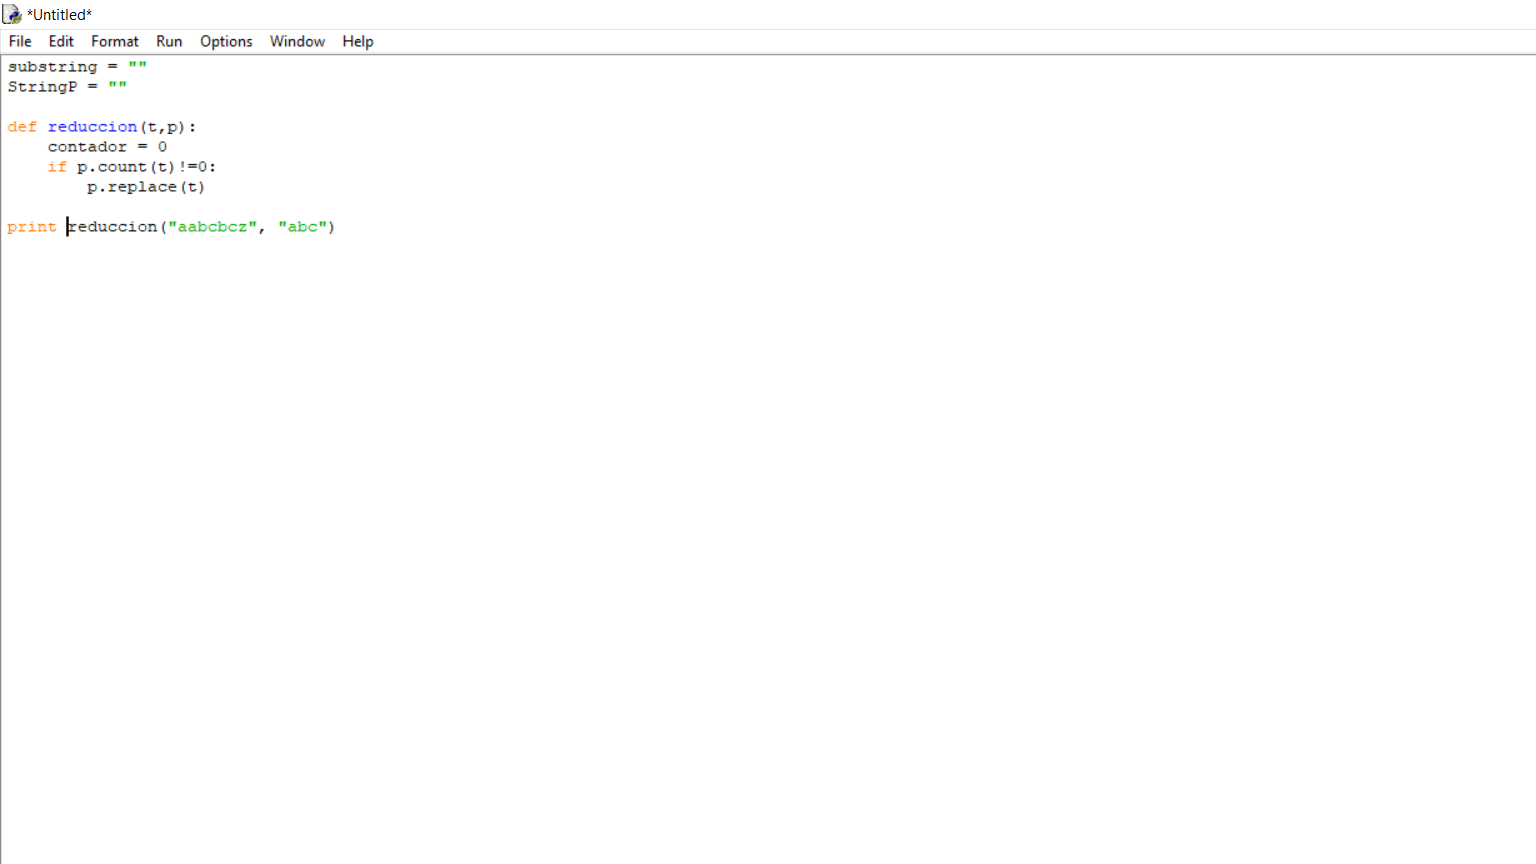 *Untitled*
File Edit Format Run Options Window Help
substring = ""
StringP = ""
def reduccion(t,p):
    contador = 0
    if p.count(t)!=0:
        p.replace(t)
print reduccion("aabcbcz", "abc")